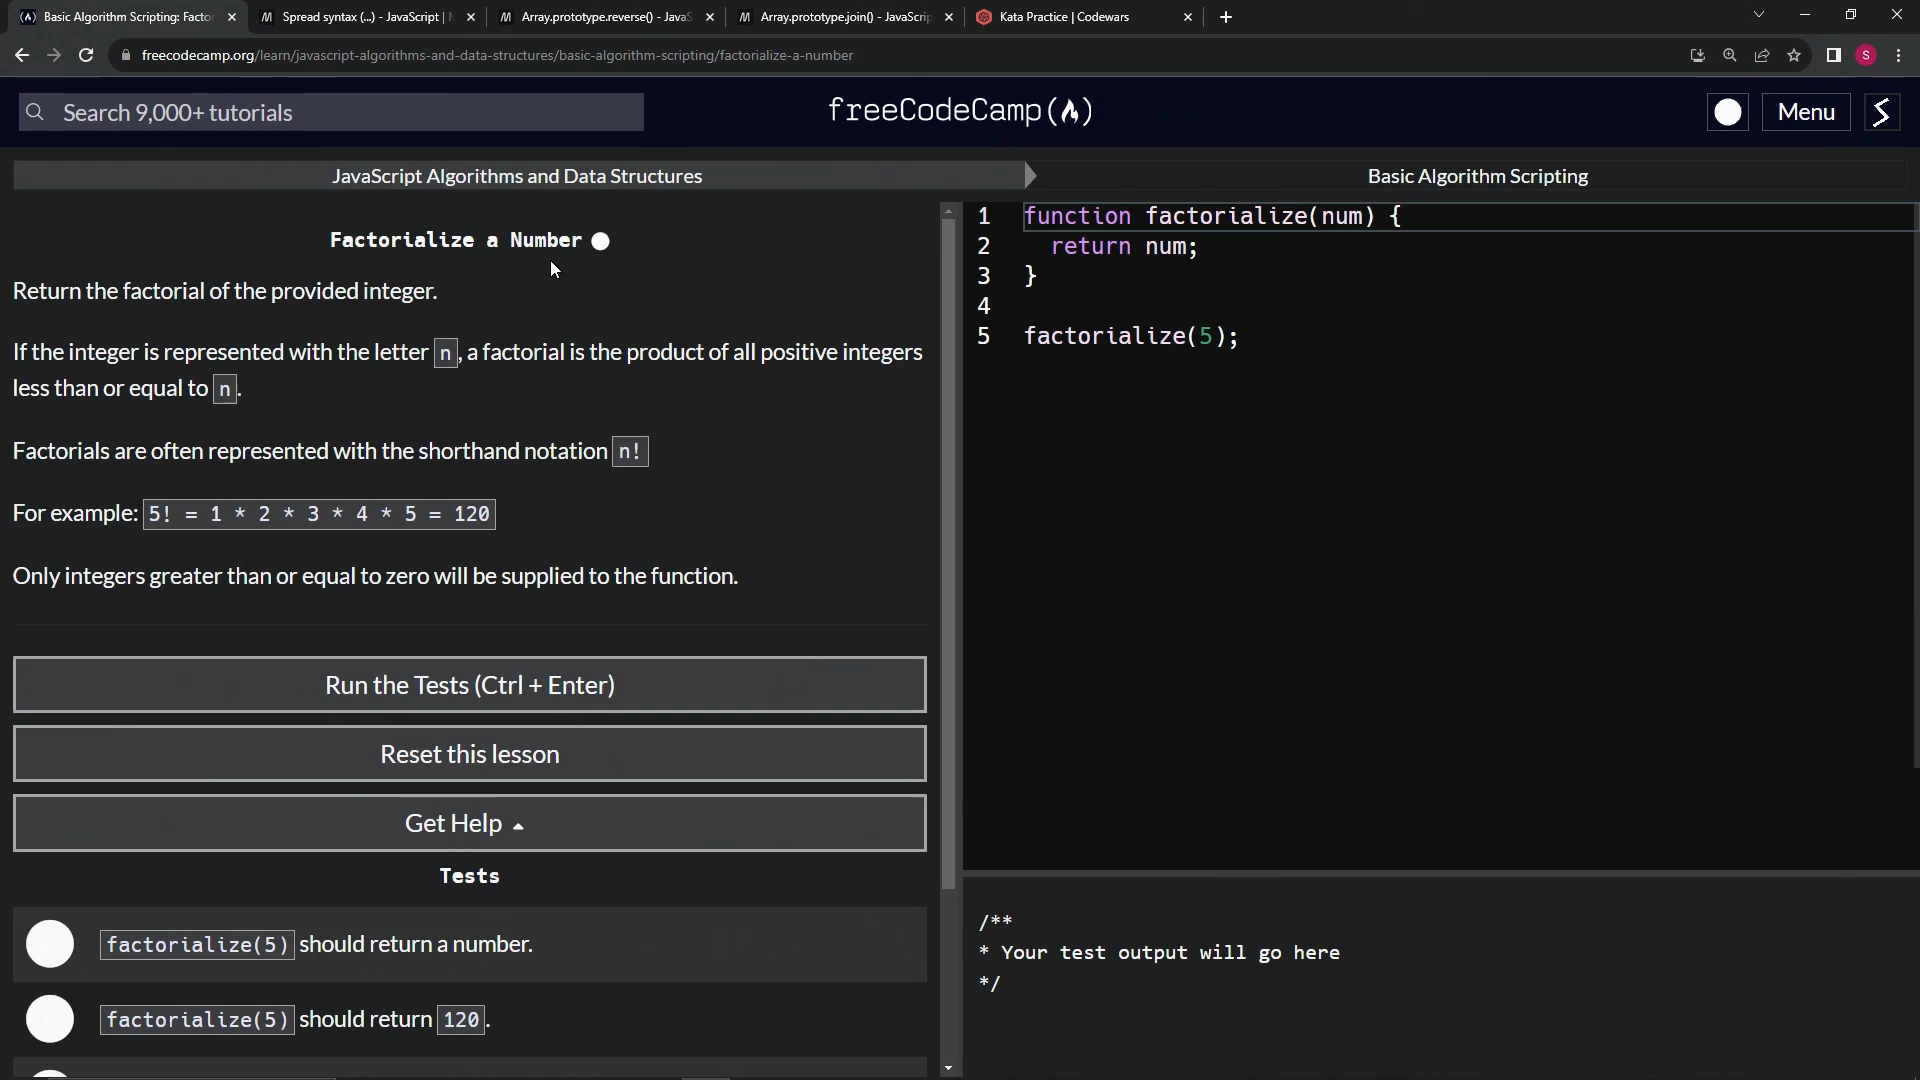 Basic Algorithm Scripting: Factor
Spread syntax (...) - JavaScript |
Array.prototype.reverse() - JavaS
Array.prototype.join() - JavaScrip
Kata Practice | Codewars
freecodecamp.org/learn/javascript-algorithms-and-data-structures/basic-algorithm-scripting/factorialize-a-number
S
Search 9,000+ tutorials
freeCodeCamp
Menu
JavaScript Algorithms and Data Structures
Basic Algorithm Scripting
Factorialize a Number
Return the factorial of the provided integer.
If the integer is represented with the letter n, a factorial is the product of all positive integers
less than or equal to n.
Factorials are often represented with the shorthand notation n!
For example: 5! = 1 * 2 * 3 * 4 * 5 = 120
Only integers greater than or equal to zero will be supplied to the function.
Run the Tests (Ctrl + Enter)
Reset this lesson
Get Help
Tests
factorialize(5) should return a number.
factorialize(5) should return 120.
1 function factorialize(num) {
2 return num;
3 }
4
5 factorialize(5);
/**
* Your test output will go here
*/